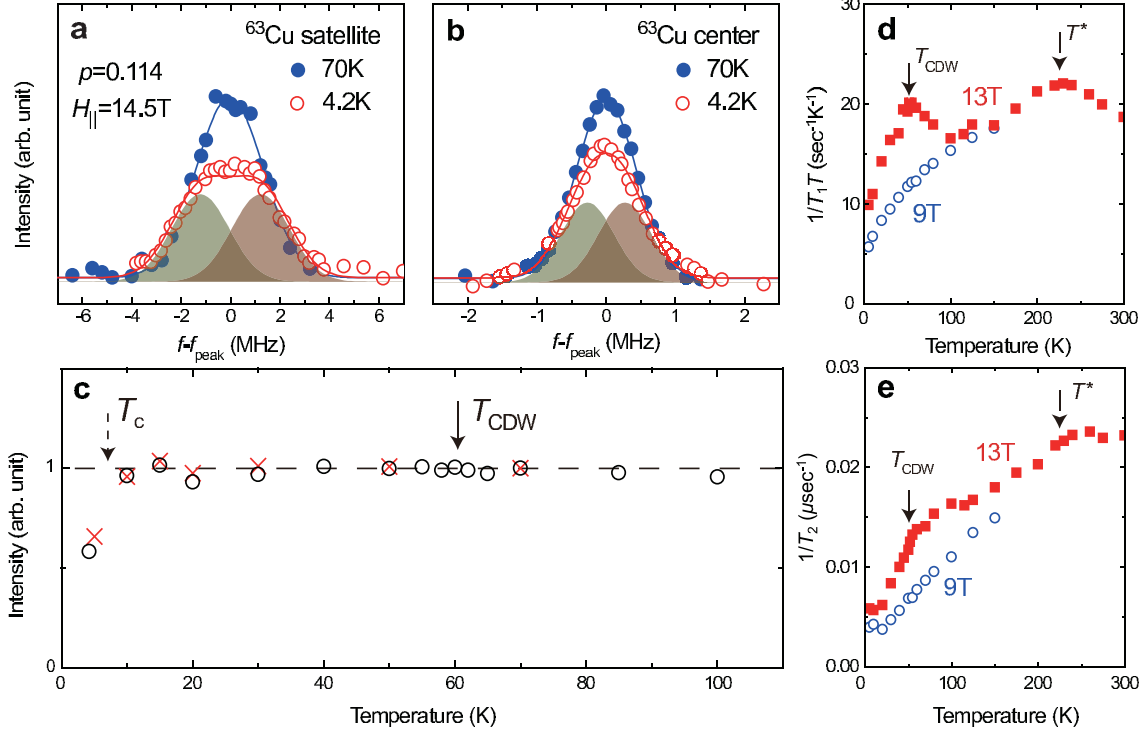 a
p=0.114
H||=14.5T
63Cu satellite
70K
4.2K
Intensity (arb. unit)
-6 -4 -2 0 2 4 6
f-fpeak (MHz)
b
63Cu center
70K
4.2K
-2 -1 0 1 2
f-fpeak (MHz)
c
Tc
TCDW
Intensity (arb. unit)
1
1
0 20 40 60 80 100
Temperature (K)
d
TCDW
T*
13T
9T
1/T1T (sec-1K-1)
30
20
10
0
0 100 200 300
Temperature (K)
e
TCDW
T*
13T
9T
1/T2 (μsec-1)
0.03
0.02
0.01
0.00
0 100 200 300
Temperature (K)